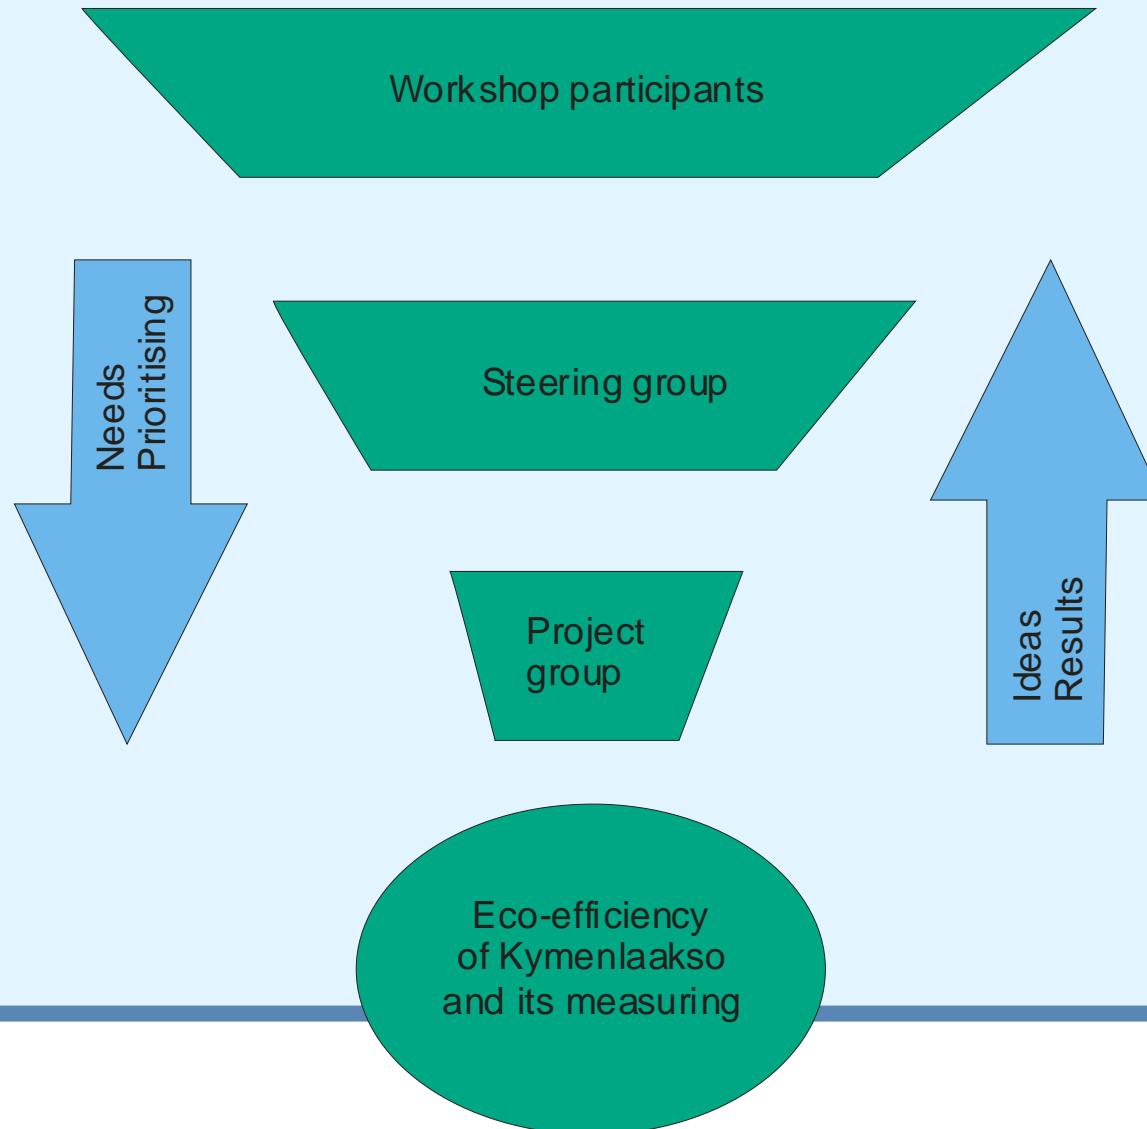 Workshop participants
Needs
Prioritising
Steering group
Ideas
Results
Project
group
Eco-efficiency
of Kymenlaakso
and its measuring